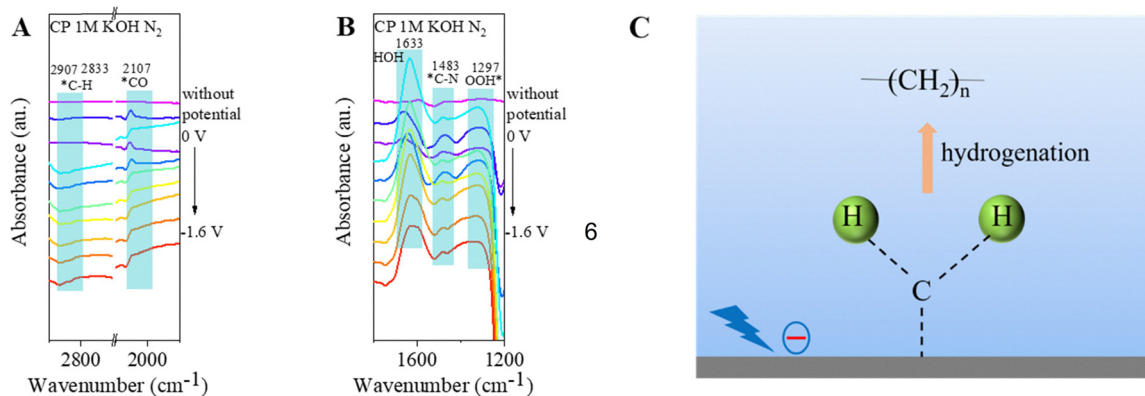 A
CP 1M KOH N₂
2907 2833
*C-H
2107
*CO
without
potential
0 V
-1.6 V
Absorbance (au.)
2800
2000
Wavenumber (cm⁻¹)
B
CP 1M KOH N₂
1633
HOH
1483
*C-N
1297
OOH*
without
potential
0 V
-1.6 V
Absorbance (au.)
1600
1200
Wavenumber (cm⁻¹)
6
C
(CH₂)ₙ
hydrogenation
H
H
C